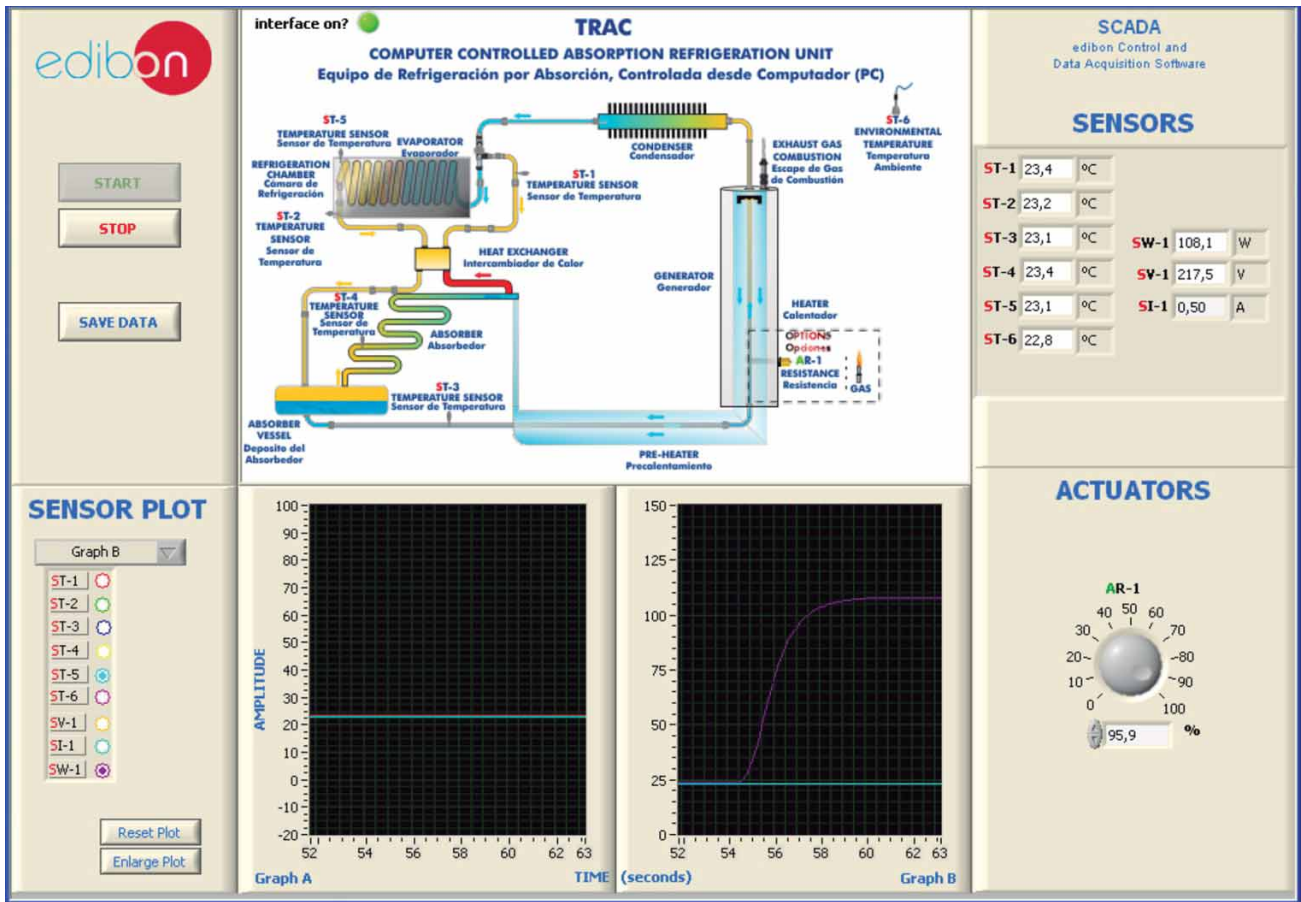 edibon
START
STOP
SAVE DATA
interface on?
TRAC
COMPUTER CONTROLLED ABSORPTION REFRIGERATION UNIT
Equipo de Refrigeración por Absorción, Controlada desde Computador (PC)
ST-5
TEMPERATURE SENSOR
Sensor de Temperatura
EVAPORATOR
Evaporador
REFRIGERATION
CHAMBER
Cámara de
Refrigeración
ST-2
TEMPERATURE
SENSOR
Sensor de
Temperatura
ST-1
TEMPERATURE SENSOR
Sensor de Temperatura
CONDENSER
Condensador
EXHAUST GAS
COMBUSTION
Escape de Gas
de Combustión
ST-6
ENVIRONMENTAL
TEMPERATURE
Temperatura
Ambiente
HEAT EXCHANGER
Intercambiador de Calor
GENERATOR
Generador
ST-4
TEMPERATURE
SENSOR
Sensor de
Temperatura
ABSORBER
Absorbedor
HEATER
Calentador
OPTIONS
Opciones
AR-1
RESISTANCE
Resistencia
GAS
ST-3
TEMPERATURE SENSOR
Sensor de Temperatura
ABSORBER
VESSEL
Deposito del
Absorbedor
PRE-HEATER
Precalentamiento
SCADA
edibon Control and
Data Acquisition Software
SENSORS
ST-1 23,4 ºC
ST-2 23,2 ºC
ST-3 23,1 ºC
ST-4 23,4 ºC
ST-5 23,1 ºC
ST-6 22,8 ºC
SW-1 108,1 W
SV-1 217,5 V
SI-1 0,50 A
SENSOR PLOT
Graph B
ST-1
ST-2
ST-3
ST-4
ST-5
ST-6
SV-1
SI-1
SW-1
Reset Plot
Enlarge Plot
AMPLITUDE
100
90
80
70
60
50
40
30
20
10
0
-10
-20
52 54 56 58 60 62 63
Graph A
TIME (seconds)
150
125
100
75
50
25
0
52 54 56 58 60 62 63
Graph B
ACTUATORS
AR-1
0 10 20 30 40 50 60 70 80 90 100
95,9 %